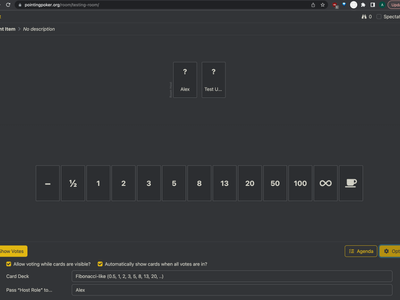 pointingpoker.org/room/testing-room/
0
nt Item | No description
?
?
Alex
Test U...
–
½
1
2
3
5
8
13
20
50
100
∞
Show Votes
Agenda
Allow voting while cards are visible?
Automatically show cards when all votes are in?
Card Deck
Fibonacci-like (0.5, 1, 2, 3, 5, 8, 13, 20, ..)
Pass "Host Role" to...
Alex